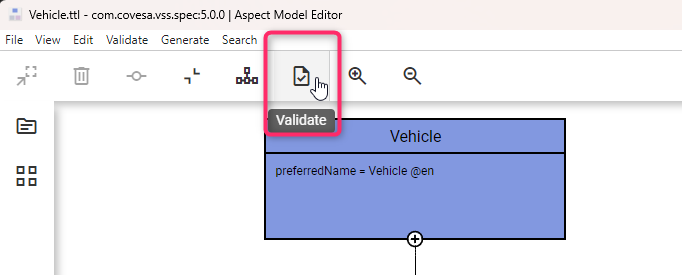 Vehicle.ttl - com.covesa.vss.spec:5.0.0 | Aspect Model Editor
File View Edit Validate Generate Search
Validate
Vehicle
preferredName = Vehicle @en